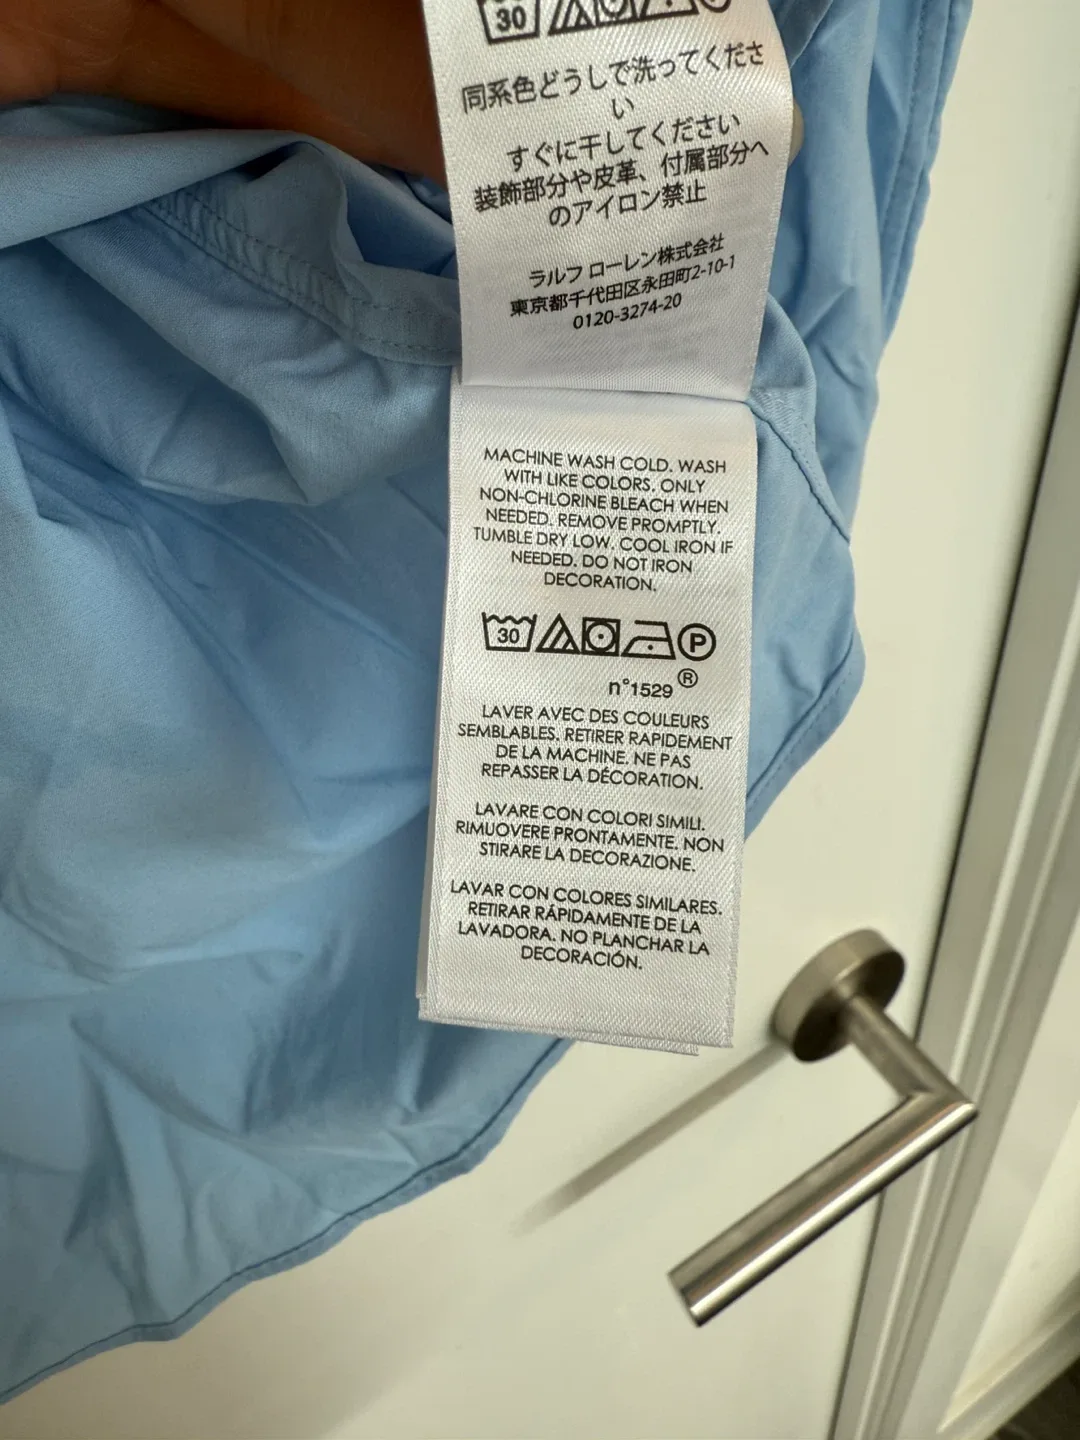 30
同系色どうしで洗ってくださ
い
すぐに干してください
装飾部分や皮革、付属部分へ
のアイロン禁止
ラルフ ローレン株式会社
東京都千代田区永田町2-10-1
0120-3274-20
MACHINE WASH COLD. WASH
WITH LIKE COLORS. ONLY
NON-CHLORINE BLEACH WHEN
NEEDED. REMOVE PROMPTLY.
TUMBLE DRY LOW. COOL IRON IF
NEEDED. DO NOT IRON
DECORATION.
30 P
n°1529 ®
LAVER AVEC DES COULEURS
SEMBLABLES. RETIRER RAPIDEMENT
DE LA MACHINE. NE PAS
REPASSER LA DÉCORATION.
LAVARE CON COLORI SIMILI.
RIMUOVERE PRONTAMENTE. NON
STIRARE LA DECORAZIONE.
LAVAR CON COLORES SIMILARES.
RETIRAR RÁPIDAMENTE DE LA
LAVADORA. NO PLANCHAR LA
DECORACIÓN.